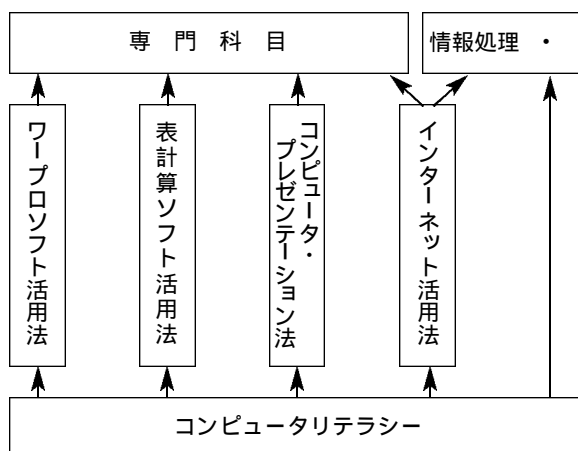 専門科目
情報処理・
ワープロソフト活用法
表計算ソフト活用法
コンピュータ・
プレゼンテーション法
インターネット活用法
コンピュータリテラシー